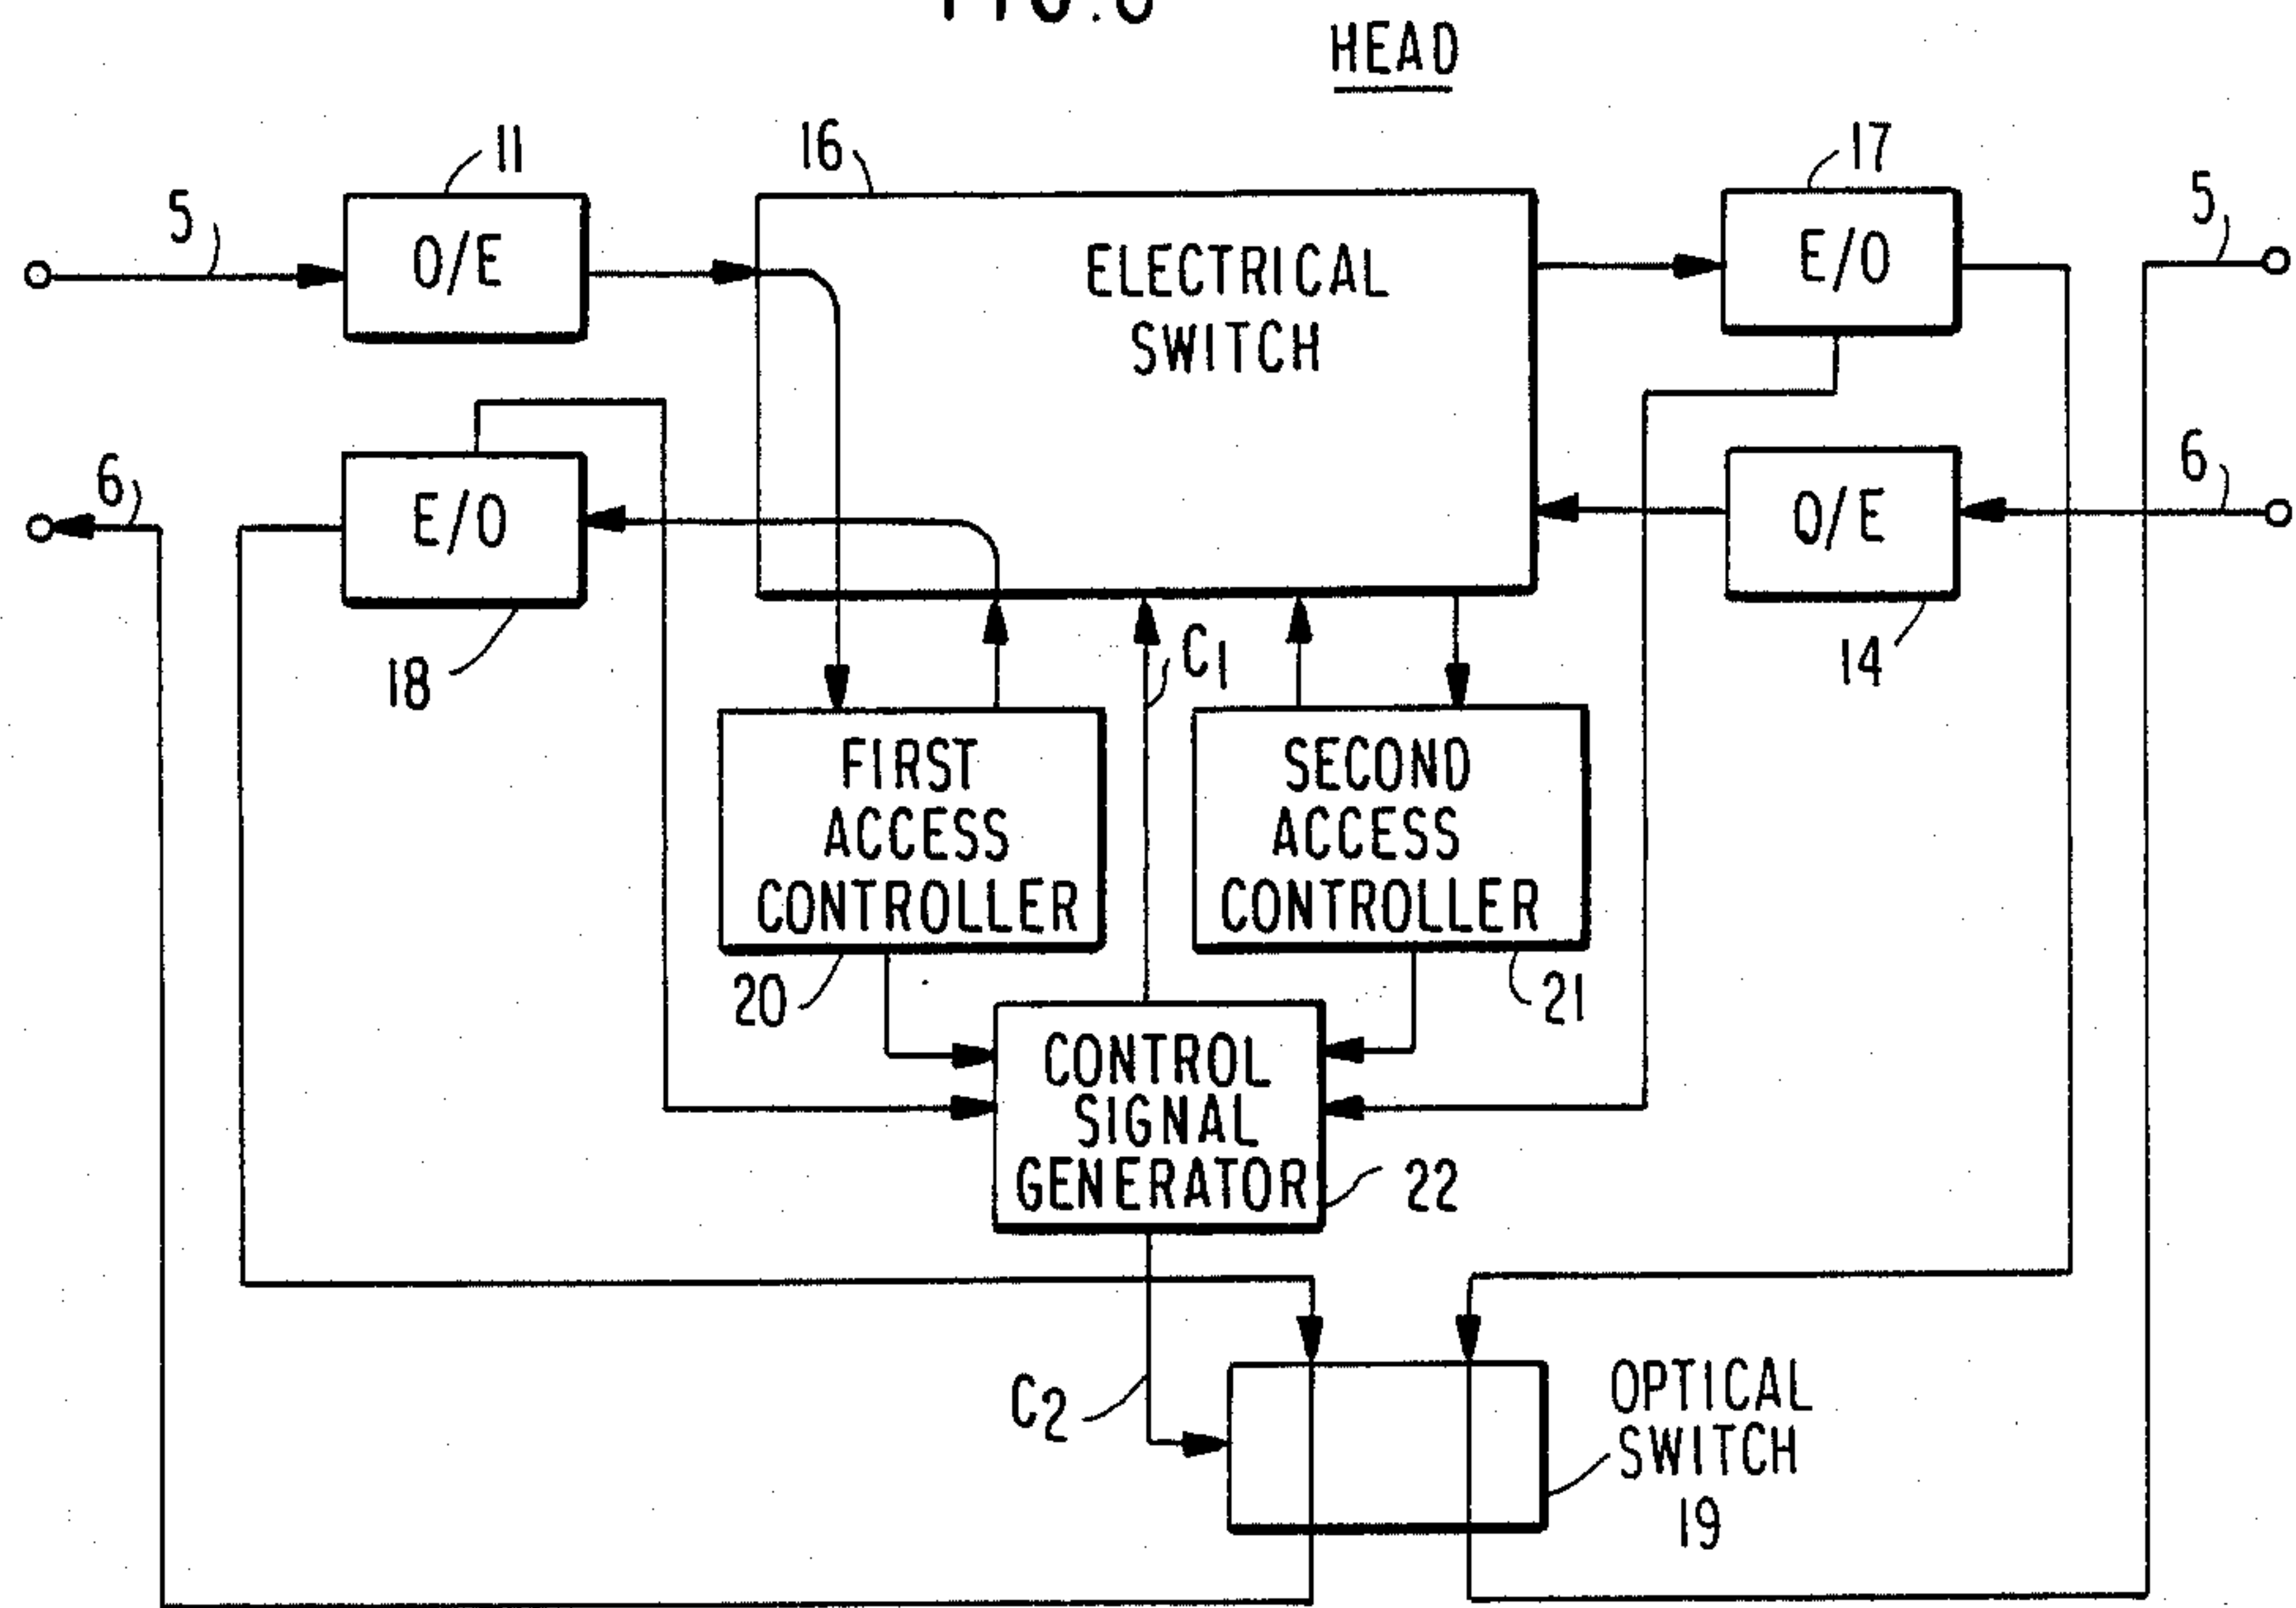 HEAD
11
16
17
5
5
O/E
ELECTRICAL
SWITCH
E/O
6
6
E/O
O/E
18
14
C1
FIRST
ACCESS
CONTROLLER
SECOND
ACCESS
CONTROLLER
20
21
CONTROL
SIGNAL
GENERATOR
22
C2
OPTICAL
SWITCH
19